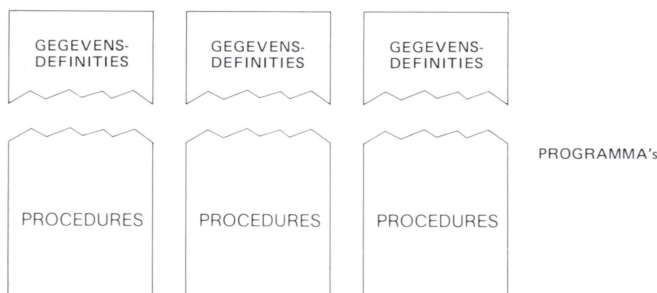 GEGEVENS-
DEFINITIES
GEGEVENS-
DEFINITIES
GEGEVENS-
DEFINITIES
PROGRAMMA's
PROCEDURES
PROCEDURES
PROCEDURES